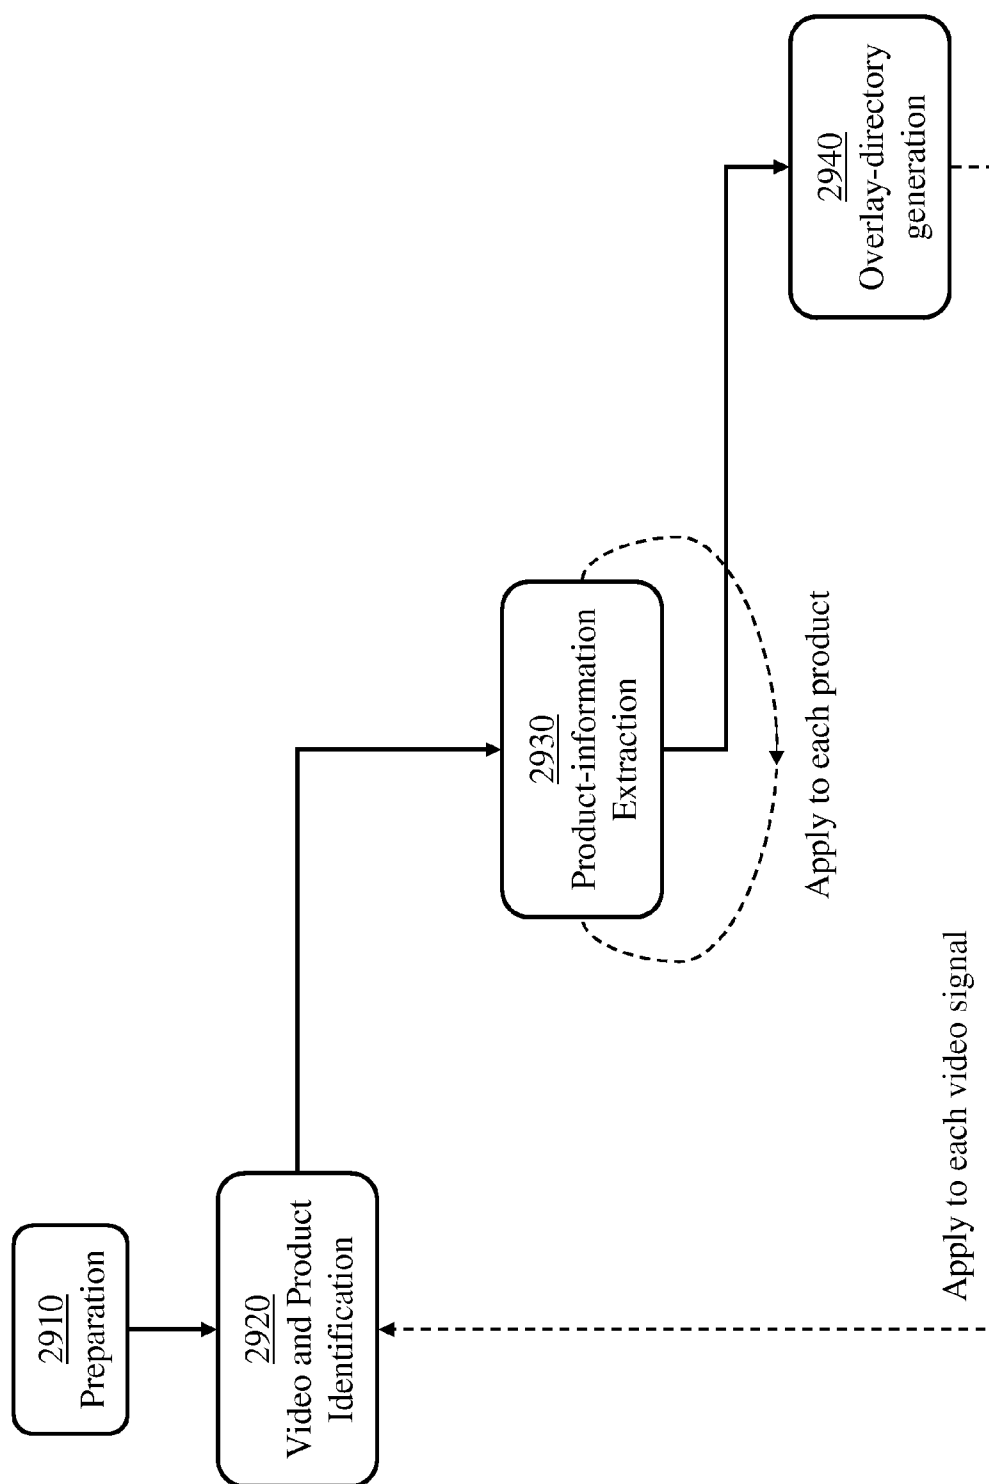 2910
Preparation
2920
Video and Product
Identification
2930
Product-information
Extraction
Apply to each product
2940
Overlay-directory
generation
Apply to each video signal